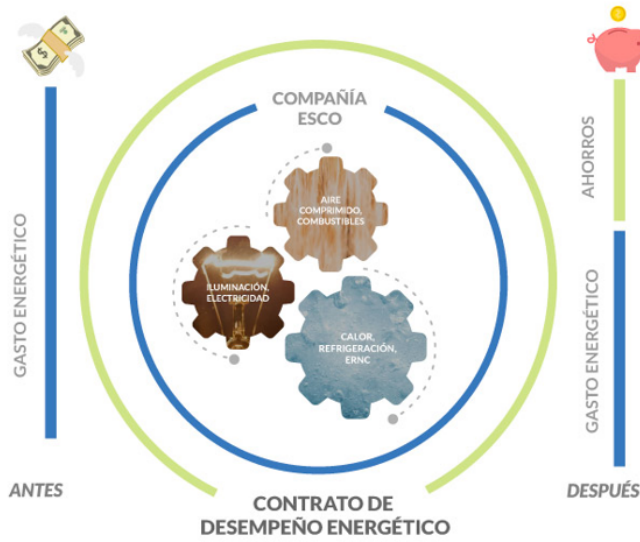 COMPAÑÍA
ESCO
AIRE
COMPRIMIDO,
COMBUSTIBLES
ILUMINACIÓN,
ELECTRICIDAD
CALOR,
REFRIGERACIÓN,
ERNC
GASTO ENERGÉTICO
ANTES
AHORROS
GASTO ENERGÉTICO
DESPUÉS
CONTRATO DE
DESEMPEÑO ENERGÉTICO